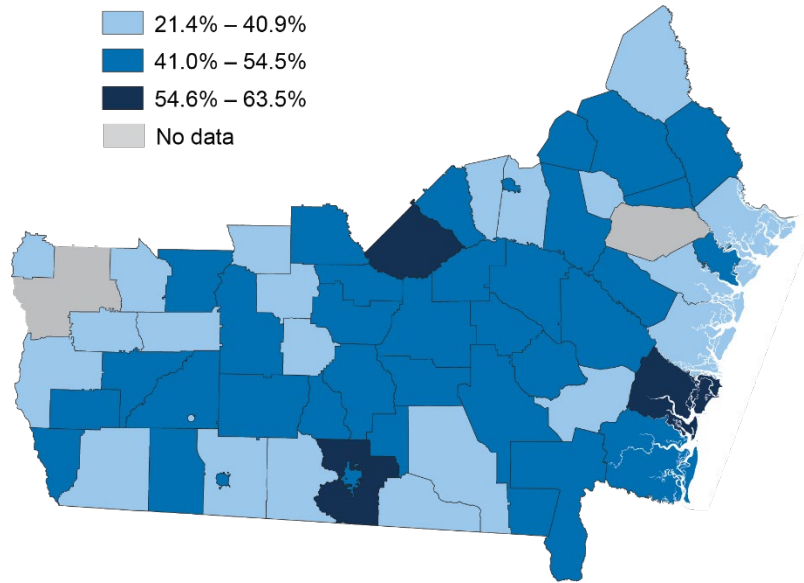 21.4% – 40.9%
41.0% – 54.5%
54.6% – 63.5%
No data